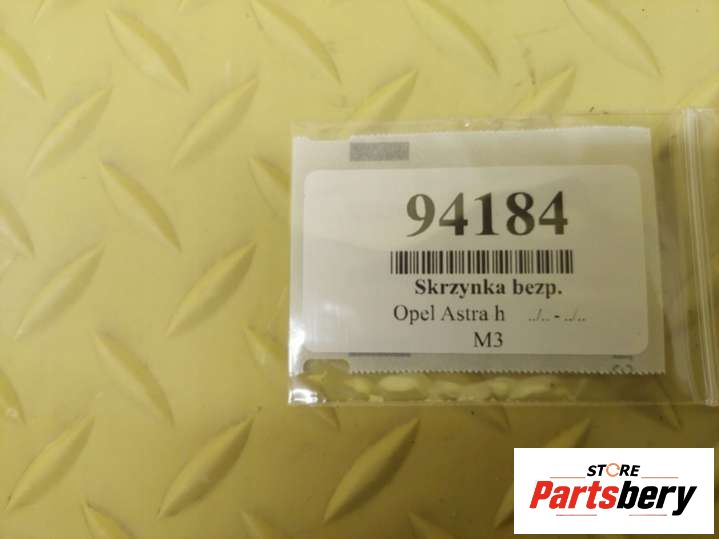 94184
Skrzynka bezp.
Opel Astra h ../.. - ../..
M3
STORE
Partsbery